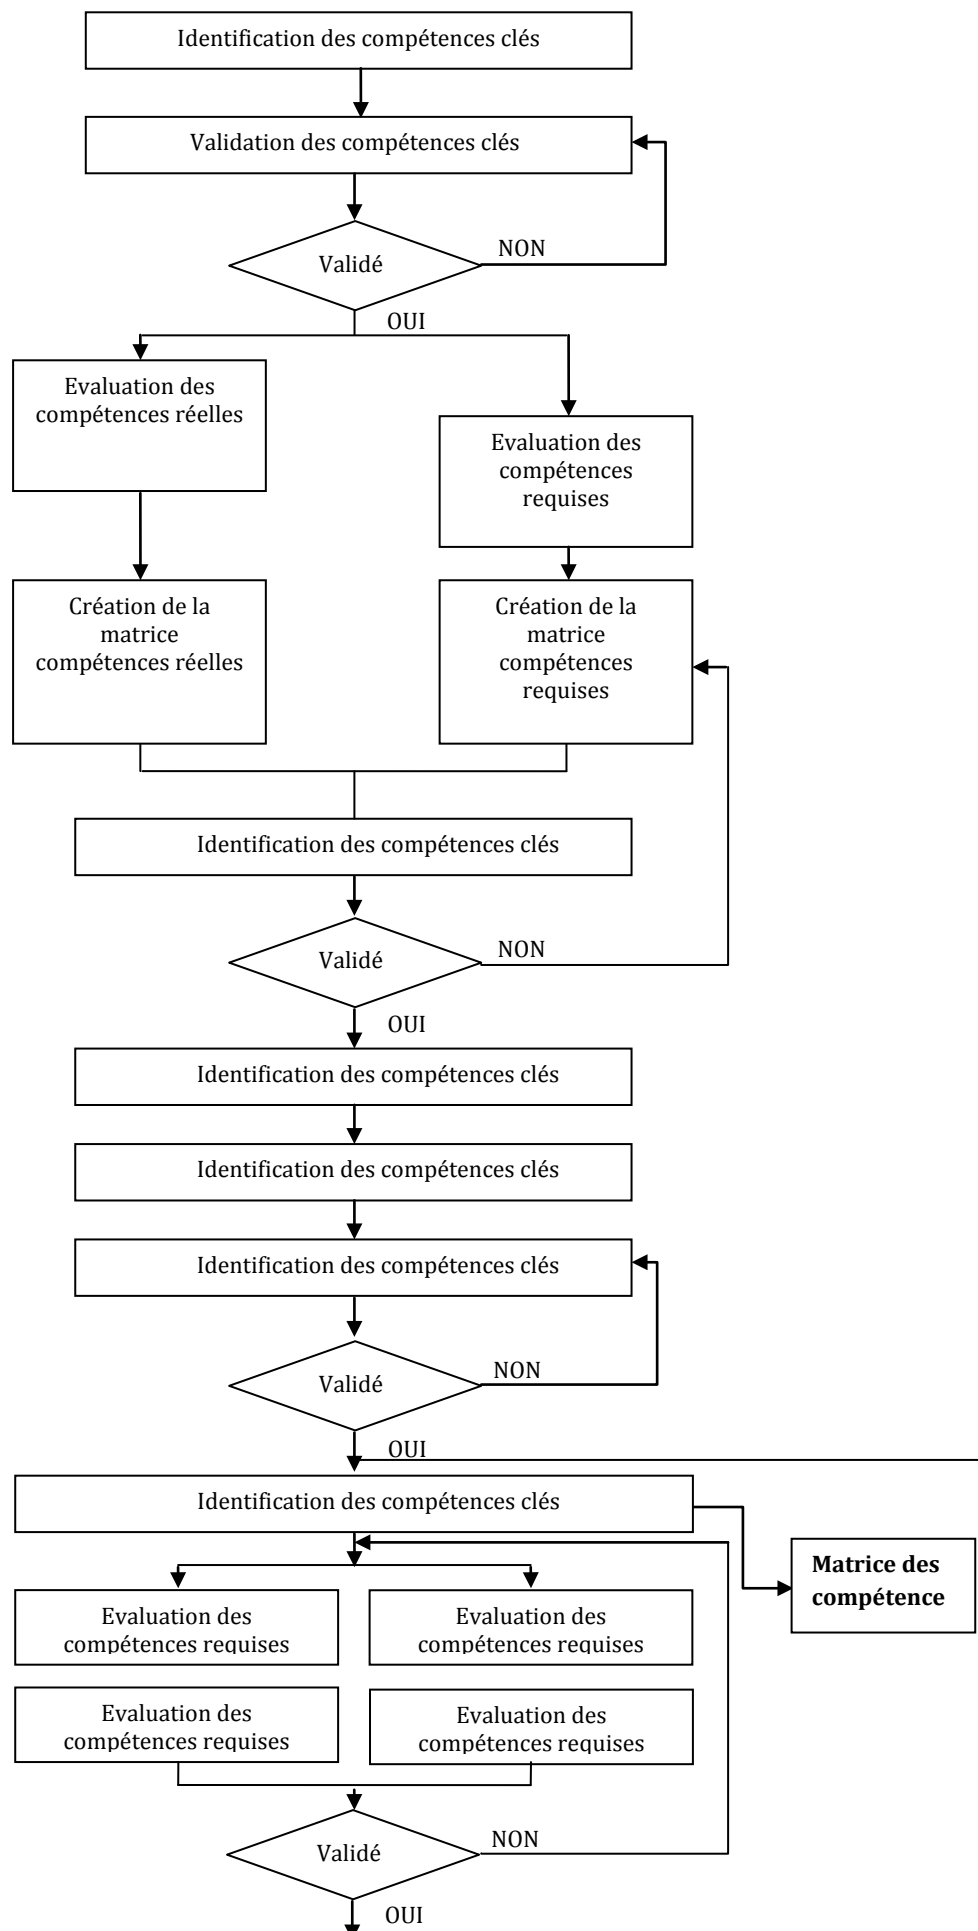 Identification des compétences clés
Validation des compétences clés
NON
Validé
OUI
Evaluation des
compétences réelles
Evaluation des
compétences
requises
Création de la
matrice
compétences réelles
Création de la
matrice
compétences
requises
Identification des compétences clés
NON
Validé
OUI
Identification des compétences clés
Identification des compétences clés
Identification des compétences clés
NON
Validé
OUI
Identification des compétences clés
Matrice des
compétence
Evaluation des
compétences requises
Evaluation des
compétences requises
Evaluation des
compétences requises
Evaluation des
compétences requises
NON
Validé
OUI